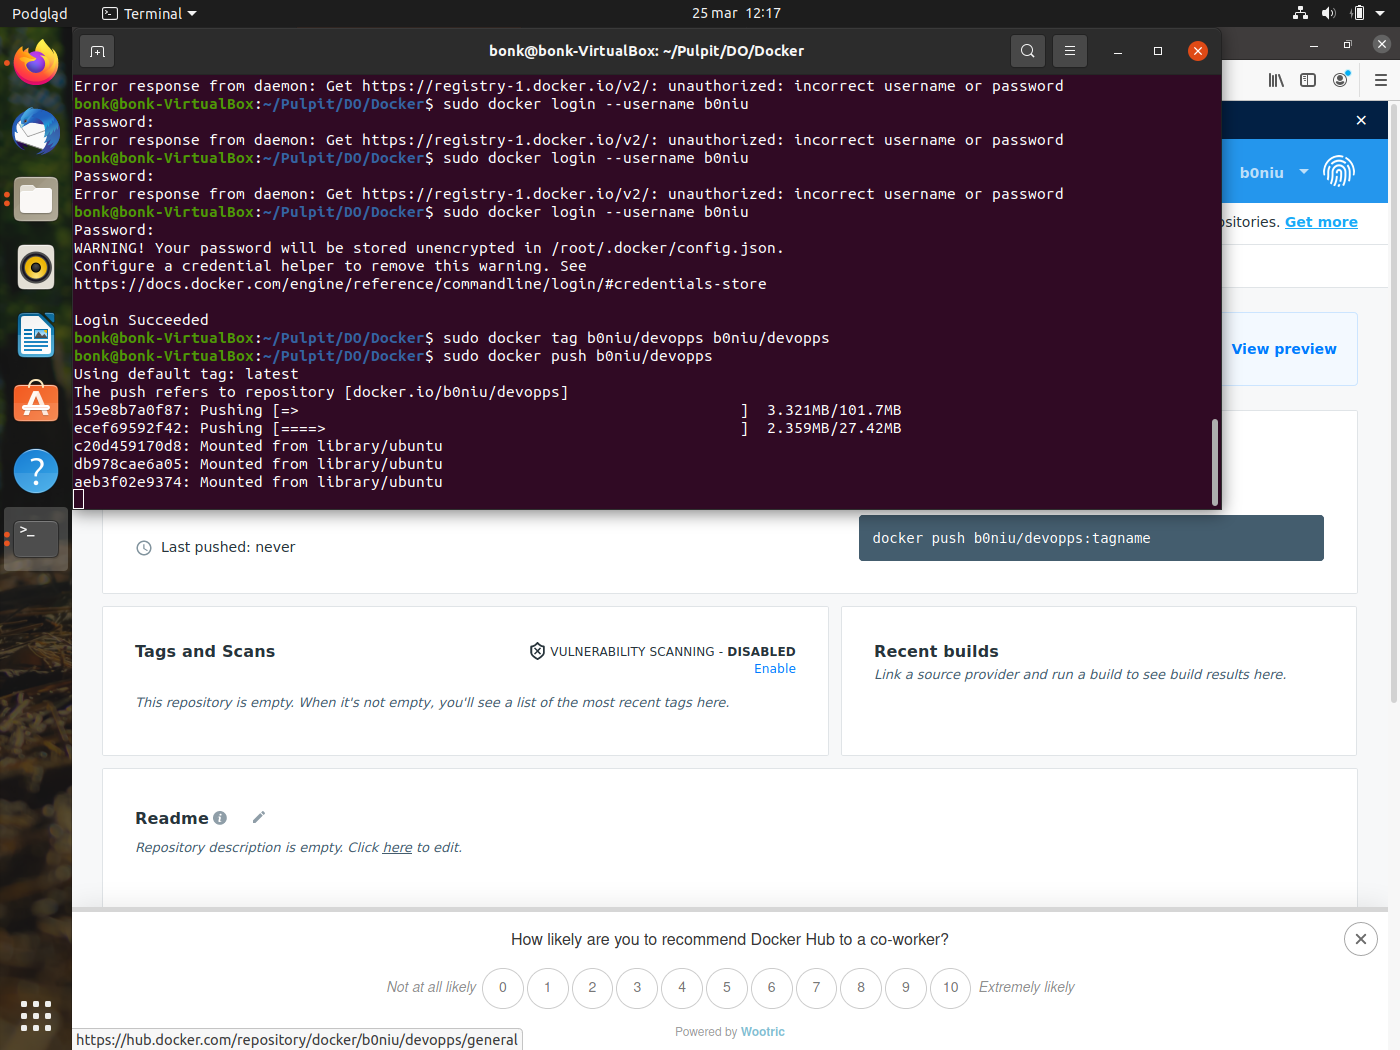 Podgląd
Terminal
25 mar 12:17
bonk@bonk-VirtualBox: ~/Pulpit/DO/Docker
Error response from daemon: Get https://registry-1.docker.io/v2/: unauthorized: incorrect username or password
bonk@bonk-VirtualBox:~/Pulpit/DO/Docker$ sudo docker login --username b0niu
Password:
Error response from daemon: Get https://registry-1.docker.io/v2/: unauthorized: incorrect username or password
bonk@bonk-VirtualBox:~/Pulpit/DO/Docker$ sudo docker login --username b0niu
Password:
Error response from daemon: Get https://registry-1.docker.io/v2/: unauthorized: incorrect username or password
bonk@bonk-VirtualBox:~/Pulpit/DO/Docker$ sudo docker login --username b0niu
Password:
WARNING! Your password will be stored unencrypted in /root/.docker/config.json.
Configure a credential helper to remove this warning. See
https://docs.docker.com/engine/reference/commandline/login/#credentials-store
Login Succeeded
bonk@bonk-VirtualBox:~/Pulpit/DO/Docker$ sudo docker tag b0niu/devopps b0niu/devopps
bonk@bonk-VirtualBox:~/Pulpit/DO/Docker$ sudo docker push b0niu/devopps
Using default tag: latest
The push refers to repository [docker.io/b0niu/devopps]
159e8b7a0f87: Pushing [=> ] 3.321MB/101.7MB
ecef69592f42: Pushing [====> ] 2.359MB/27.42MB
c20d459170d8: Mounted from library/ubuntu
db978cae6a05: Mounted from library/ubuntu
aeb3f02e9374: Mounted from library/ubuntu
b0niu
ositories. Get more
View preview
Last pushed: never
docker push b0niu/devopps:tagname
Tags and Scans
VULNERABILITY SCANNING - DISABLED
Enable
This repository is empty. When it's not empty, you'll see a list of the most recent tags here.
Recent builds
Link a source provider and run a build to see build results here.
Readme
Repository description is empty. Click here to edit.
How likely are you to recommend Docker Hub to a co-worker?
Not at all likely 0 1 2 3 4 5 6 7 8 9 10 Extremely likely
Powered by Wootric
https://hub.docker.com/repository/docker/b0niu/devopps/general